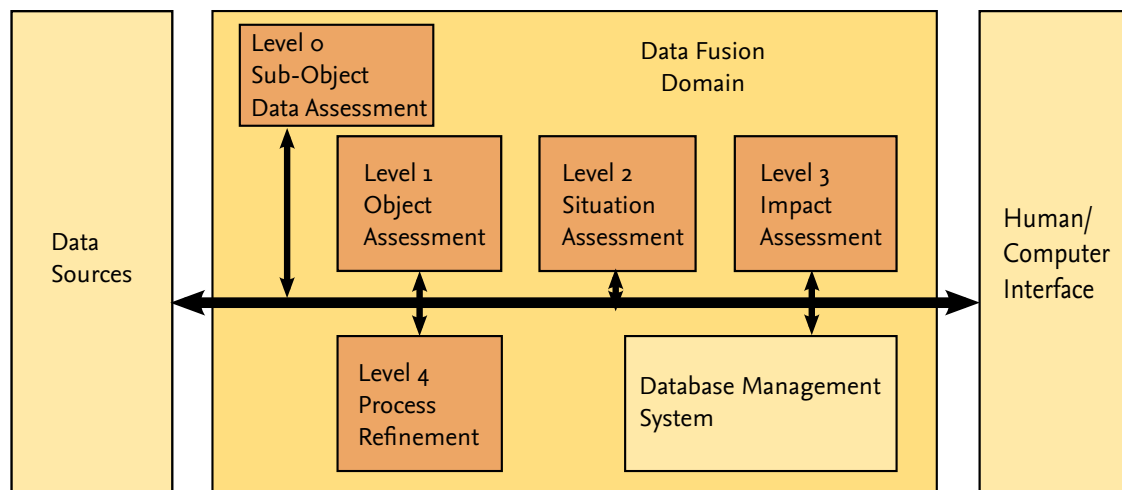 Data
Sources
Level 0
Sub-Object
Data Assessment
Data Fusion
Domain
Level 1
Object
Assessment
Level 2
Situation
Assessment
Level 3
Impact
Assessment
Level 4
Process
Refinement
Database Management
System
Human/
Computer
Interface